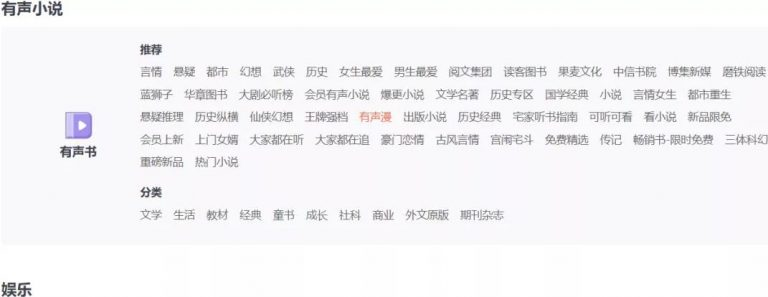 有声小说
推荐
言情 悬疑 都市 幻想 武侠 历史 女生最爱 男生最爱 阅文集团 读客图书 果麦文化 中信书院 博集新媒 磨铁阅读
蓝狮子 华章图书 大剧必听榜 会员有声小说 爆更小说 文学名著 历史专区 国学经典 小说 言情女生 都市重生
悬疑推理 历史纵横 仙侠幻想 王牌强档 有声漫 出版小说 历史经典 宅家听书指南 可听可看 看小说 新品限免
会员上新 上门女婿 大家都在听 大家都在追 豪门恋情 古风言情 宫闱宅斗 免费精选 传记 畅销书-限时免费 三体科幻
重磅新品 热门小说
有声书
分类
文学 生活 教材 经典 童书 成长 社科 商业 外文原版 期刊杂志
娱乐